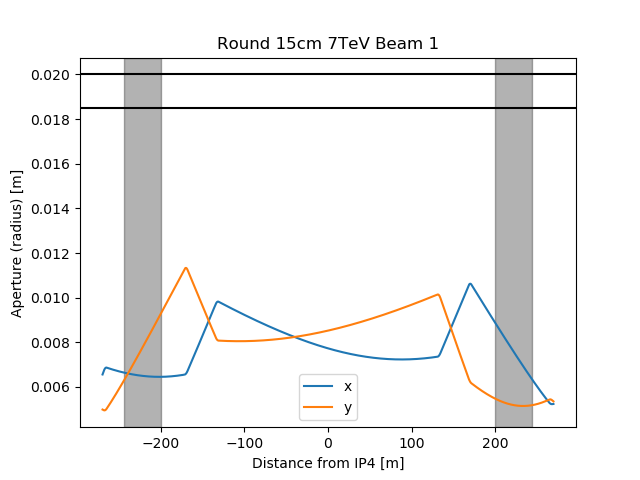 Round 15cm 7TeV Beam 1
Aperture (radius) [m]
0.020
0.018
0.016
0.014
0.012
0.010
0.008
0.006
x
y
−200
−100
0
100
200
Distance from IP4 [m]